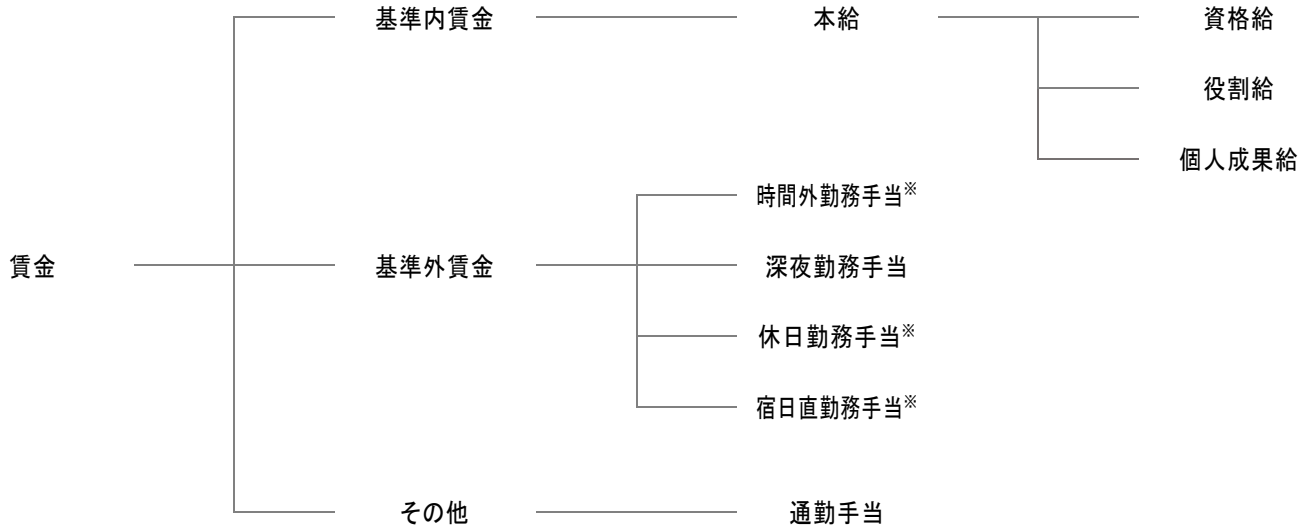 基準内賃金 本給 資格給
役割給
個人成果給
時間外勤務手当※
賃金 基準外賃金 深夜勤務手当
休日勤務手当※
宿日直勤務手当※
その他 通勤手当